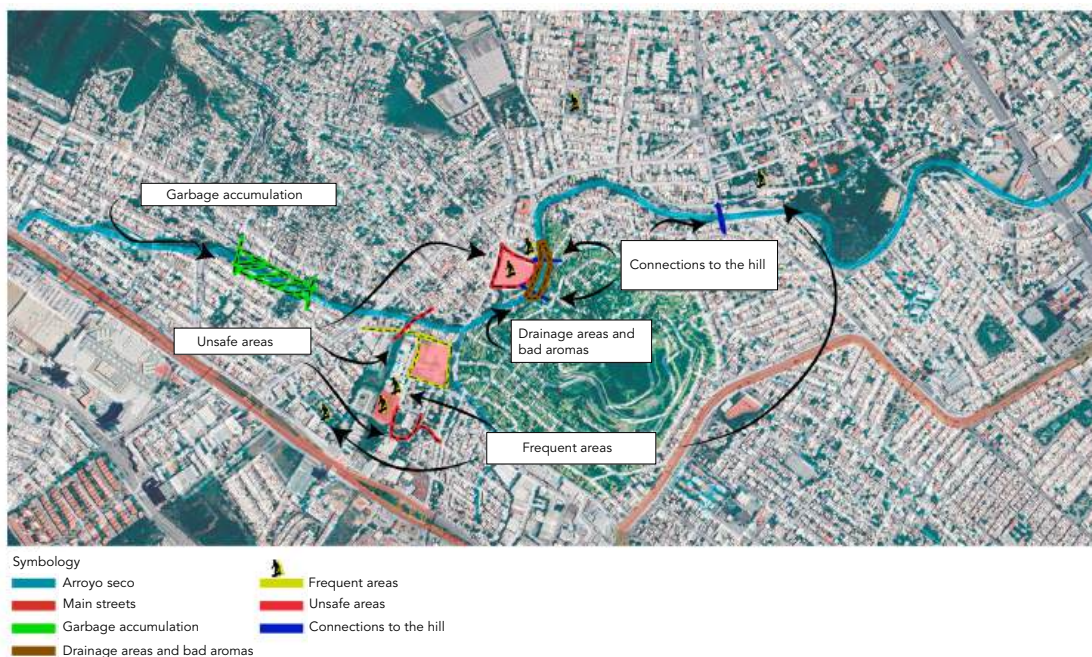 Garbage accumulation
Connections to the hill
Unsafe areas
Drainage areas and
bad aromas
Frequent areas
Symbology
Arroyo seco
Main streets
Garbage accumulation
Drainage areas and bad aromas
Frequent areas
Unsafe areas
Connections to the hill